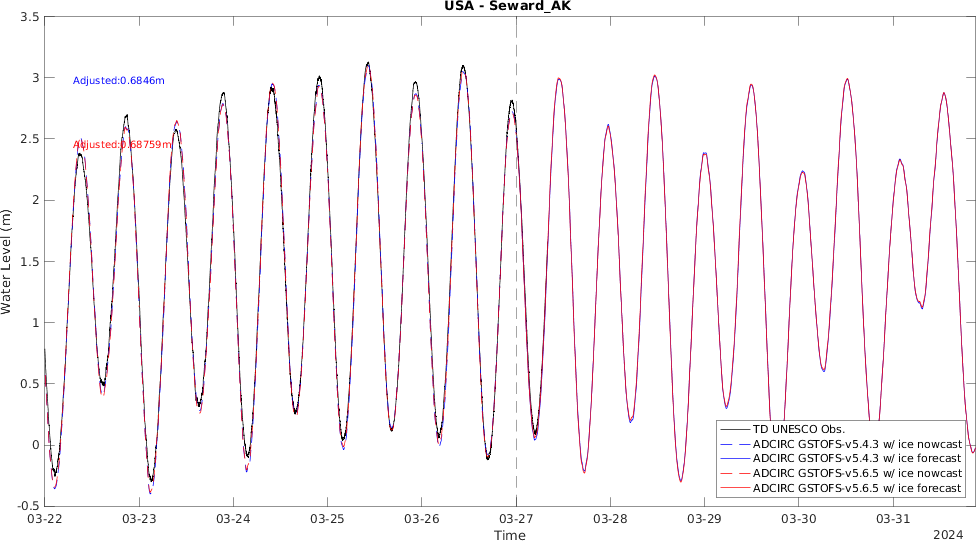 USA - Seward_AK
3.5
3
2.5
2
1.5
1
0.5
0
-0.5
Water Level (m)
Adjusted:0.6846m
Adjusted:0.68759m
TD UNESCO Obs.
ADCIRC GSTOFS-v5.4.3 w/ ice nowcast
ADCIRC GSTOFS-v5.4.3 w/ ice forecast
ADCIRC GSTOFS-v5.6.5 w/ ice nowcast
ADCIRC GSTOFS-v5.6.5 w/ ice forecast
03-22 03-23 03-24 03-25 03-26 03-27 03-28 03-29 03-30 03-31
Time
2024